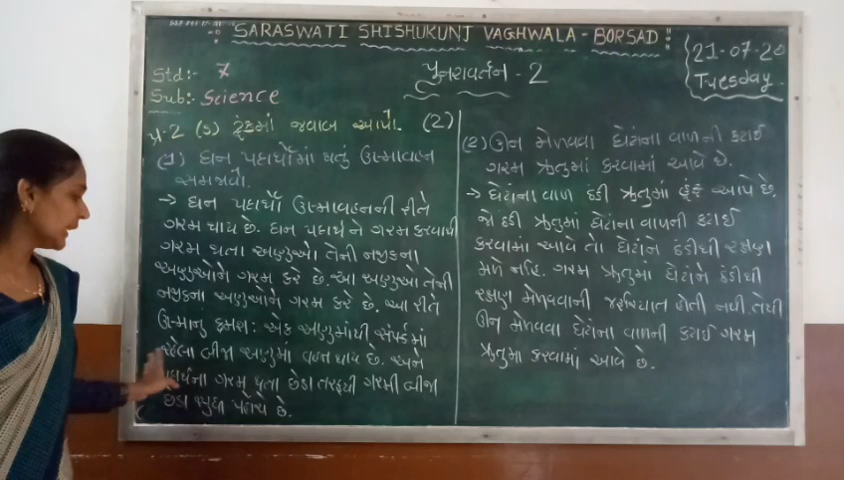 SARASWATI SHISHUKUNJ VAGHWALA - BORSAD
21-07-20
Tuesday
Std:- 7
પુનરાવર્તન - 2
Sub:- Science
પ્ર-2 (ડ) ટૂંકમાં જવાબ આપો. (2)
(1) ઘન પદાર્થોમાં થતું ઉષ્માવહન
સમજાવો.
→ ઘન પદાર્થો ઉષ્માવહનની રીતે
ગરમ થાય છે. ઘન પદાર્થ ને ગરમ કરવાથી
ગરમ થતા અણુઓ તેની નજીકના
અણુઓને ગરમ કરે છે. આ અણુઓ તેની
નજીકના અણુઓને ગરમ કરે છે. આ રીતે
ઉષ્માનુ ક્રમશ: એક અણુમાંથી સંપર્કમાં
રહેલા બીજા અણુમાં વહન થાય છે. અને
પદાર્થના ગરમ થતા છેડા તરફથી ગરમી બીજા
છેડા સુધી પહોંચે છે.
(2) ઊન મેળવવા ઘેટાંના વાળની કટાઈ
ગરમ ઋતુમાં કરવામાં આવે છે.
→ ઘેટાંના વાળ ઠંડી ઋતુમાં હૂંફ આપે છે.
જો ઠંડી ઋતુમાં ઘેટાંના વાળની કટાઈ
કરવામાં આવે તો ઘેટાંને ઠંડીથી રક્ષણ
મળે નહિ. ગરમ ઋતુમાં ઘેટાંને ઠંડીથી
રક્ષણ મેળવવાની જરૂરિયાત હોતી નથી. તેથી
ઊન મેળવવા ઘેટાંના વાળની કટાઈ ગરમ
ઋતુમાં કરવામાં આવે છે.